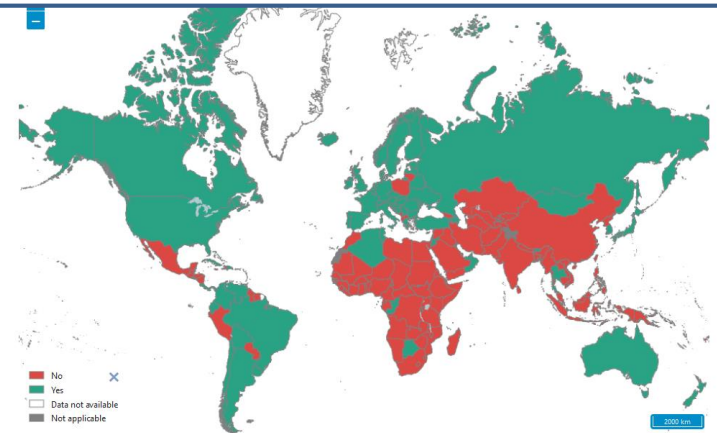 No
Yes
Data not available
Not applicable
2000 km